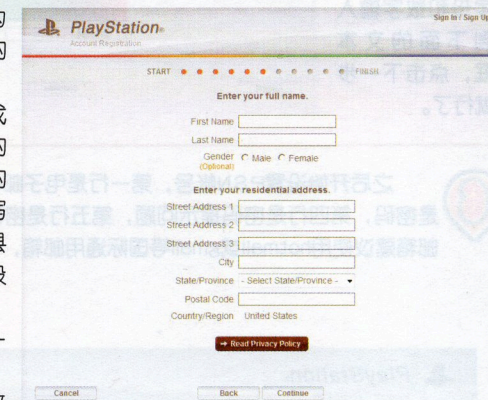 Sign In / Sign Up
PlayStation®
Account Registration
START FINISH
Enter your full name.
First Name
Last Name
Gender Male Female
(Optional)
Enter your residential address.
Street Address 1
Street Address 2
Street Address 3
City
State/Province - Select State/Province -
Postal Code
Country/Region United States
→ Read Privacy Policy
Cancel Back Continue